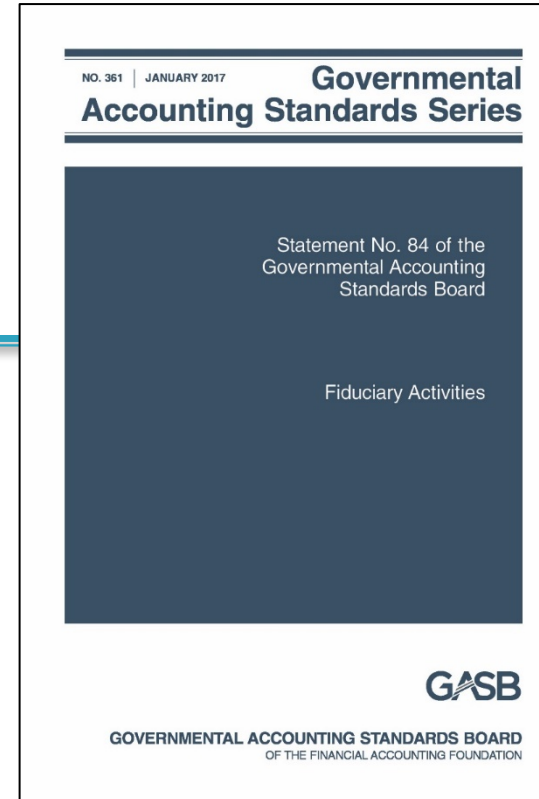 NO. 361 | JANUARY 2017 Governmental
Accounting Standards Series
Statement No. 84 of the
Governmental Accounting
Standards Board
Fiduciary Activities
GASB
GOVERNMENTAL ACCOUNTING STANDARDS BOARD
OF THE FINANCIAL ACCOUNTING FOUNDATION